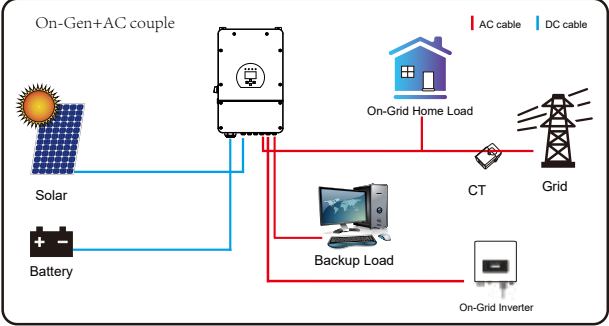 On-Gen+AC couple
AC cable
DC cable
On-Grid Home Load
Solar
CT
Grid
Battery
Backup Load
On-Grid Inverter